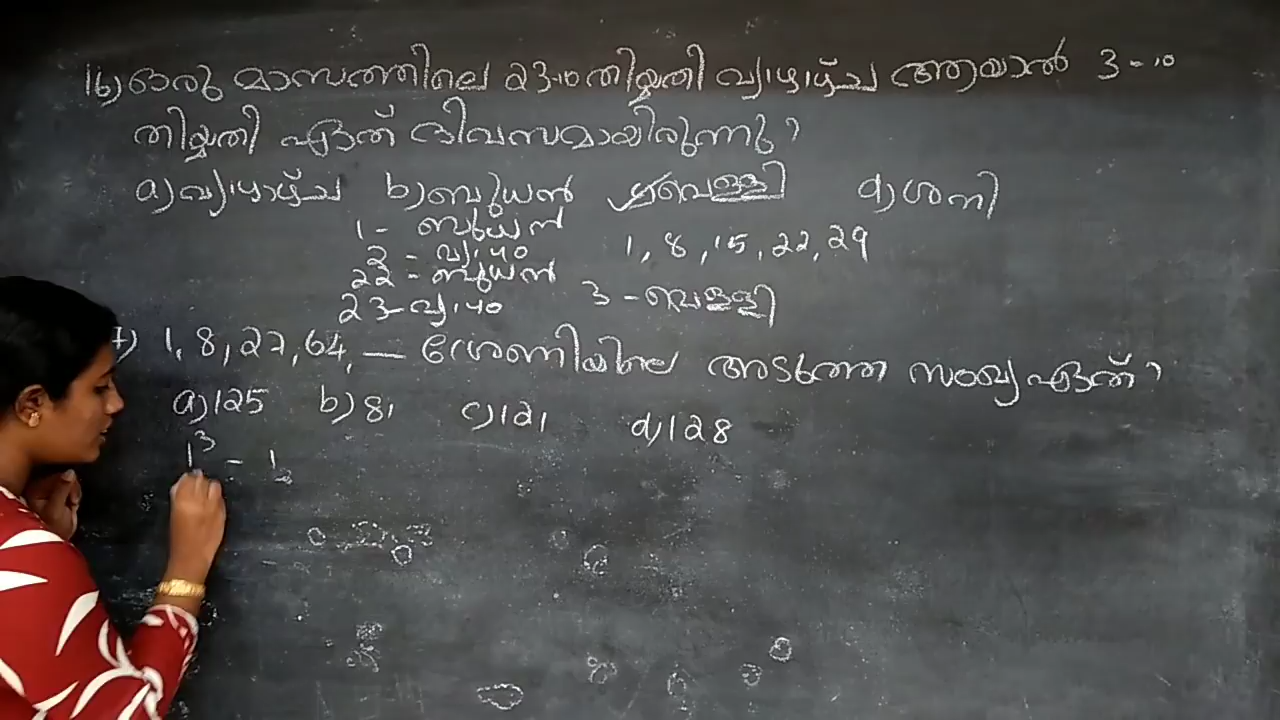 16) ഒരു മാസത്തിലെ 23-ാം തിയ്യതി വ്യാഴാഴ്ച ആയാൽ 3-ാം
തിയ്യതി ഏത് ദിവസമായിരുന്നു?
a) വ്യാഴാഴ്ച b) ബുധൻ വെള്ളി d) ശനി
1 - ബുധൻ
2 - വ്യാഴം 1, 8, 15, 22, 29
22 - ബുധൻ
23 - വ്യാഴം 3 - വെള്ളി
7) 1, 8, 27, 64, — ശ്രേണിയിലെ അടുത്ത സംഖ്യ ഏത്?
a) 125 b) 81 c) 121 d) 128
1³ - 1